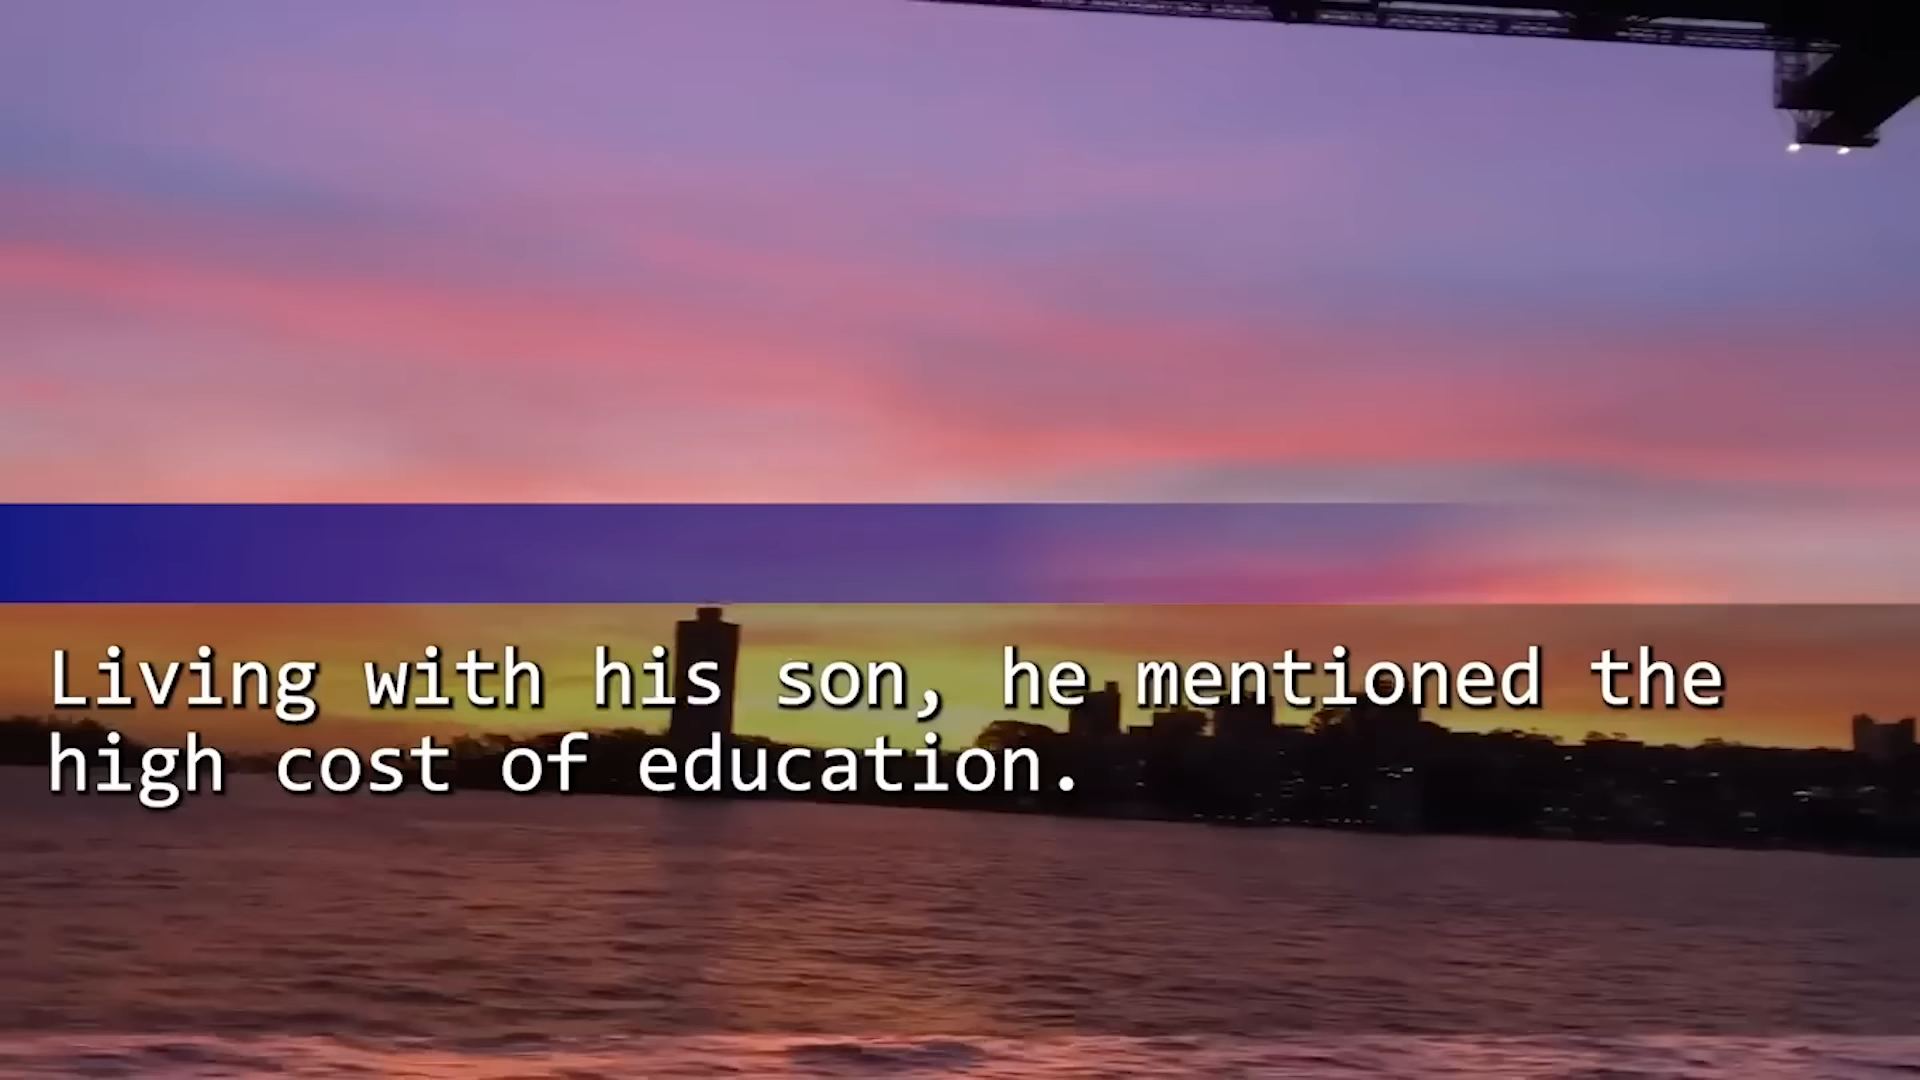 Living with his son, he mentioned the
high cost of education.